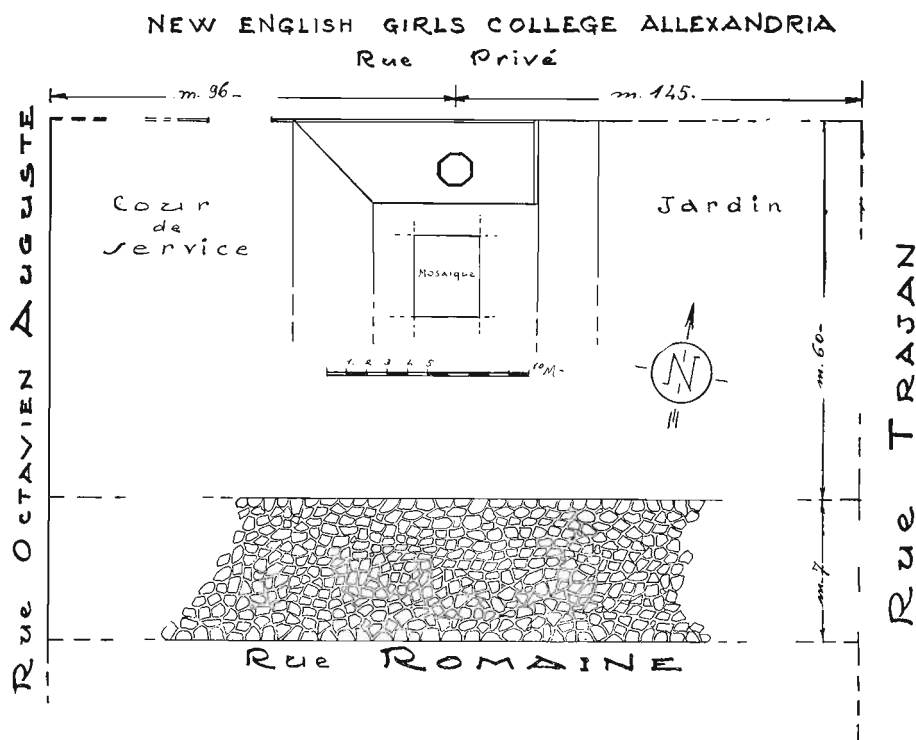 NEW ENGLISH GIRLS COLLEGE ALLEXANDRIA
Rue Privé
m. 96-
m. 145.-
Rue OCTAVIEN AUGUSTE
Cour
de
service
Jardin
Mosaique
1. 2 3 4. 5 10M-
N
m. 60-
m. 7
Rue TRAJAN
Rue ROMAINE